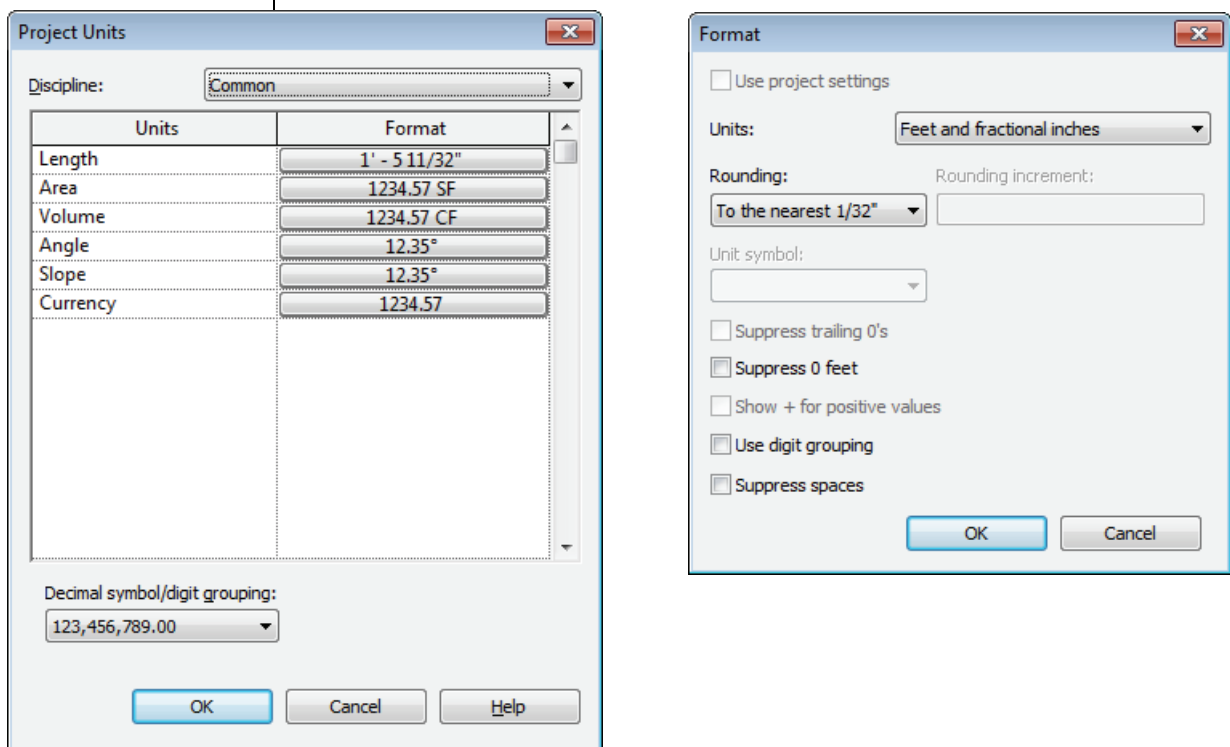 Project Units
Discipline: Common
Units Format
Length 1' - 5 11/32"
Area 1234.57 SF
Volume 1234.57 CF
Angle 12.35°
Slope 12.35°
Currency 1234.57
Decimal symbol/digit grouping:
123,456,789.00
OK Cancel Help
Format
Use project settings
Units: Feet and fractional inches
Rounding: Rounding increment:
To the nearest 1/32"
Unit symbol:
Suppress trailing 0's
Suppress 0 feet
Show + for positive values
Use digit grouping
Suppress spaces
OK Cancel